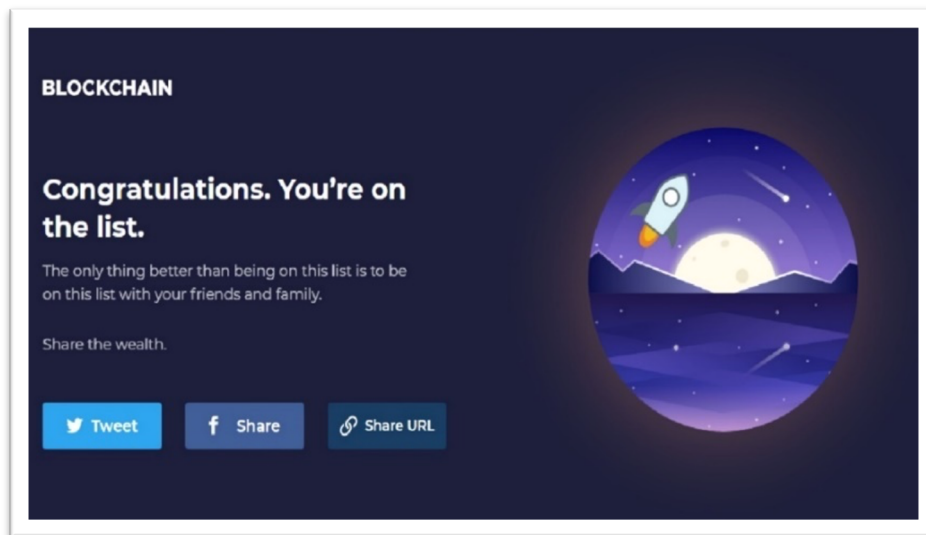 BLOCKCHAIN
Congratulations. You’re on
the list.
The only thing better than being on this list is to be
on this list with your friends and family.
Share the wealth.
Tweet
Share
Share URL